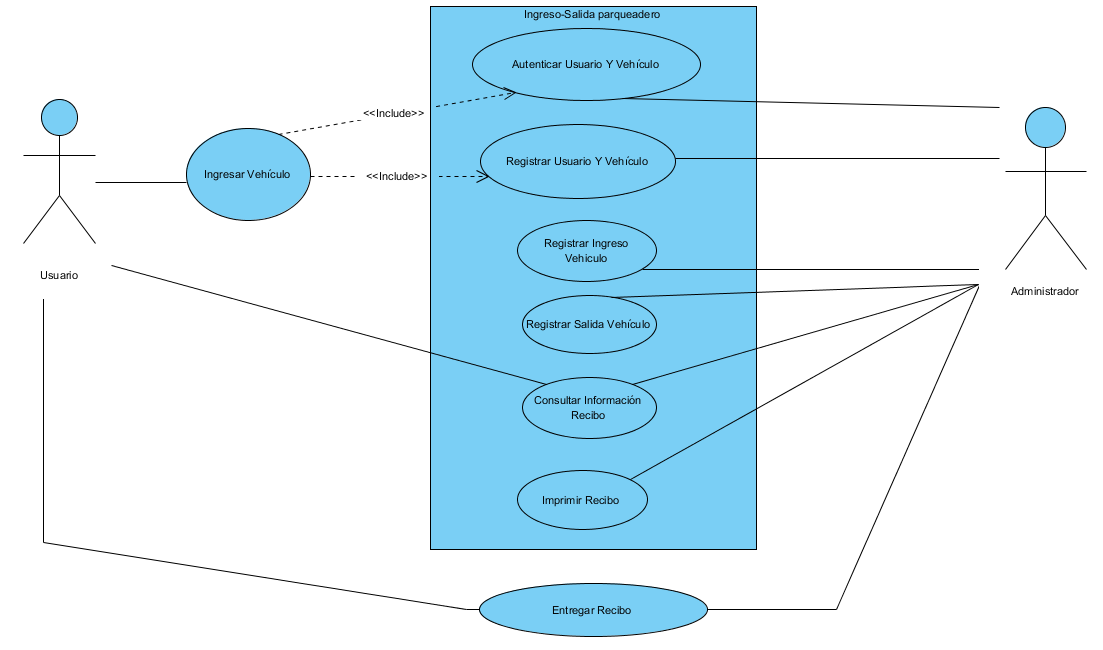 Ingreso-Salida parqueadero
Autenticar Usuario Y Vehículo
<<Include>>
Registrar Usuario Y Vehículo
Ingresar Vehículo
<<Include>>
Registrar Ingreso
Vehículo
Usuario
Administrador
Registrar Salida Vehículo
Consultar Información
Recibo
Imprimir Recibo
Entregar Recibo